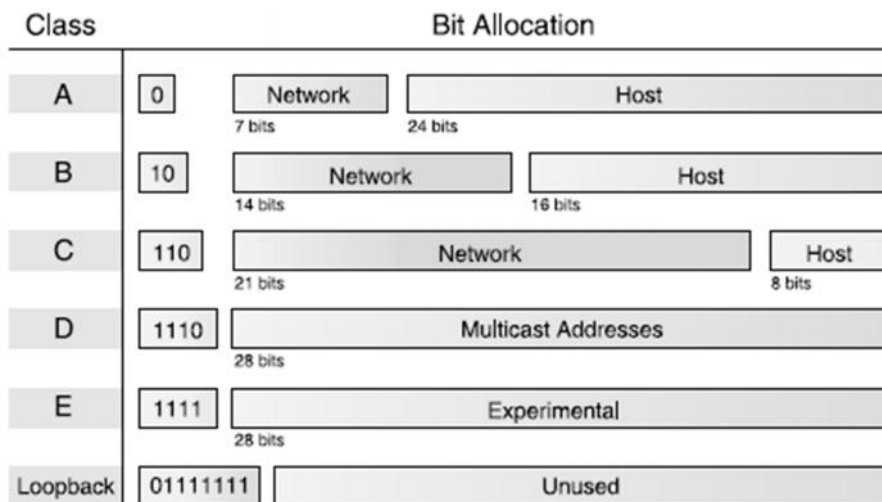 Class Bit Allocation
A 0 Network Host
7 bits 24 bits
B 10 Network Host
14 bits 16 bits
C 110 Network Host
21 bits 8 bits
D 1110 Multicast Addresses
28 bits
E 1111 Experimental
28 bits
Loopback 01111111 Unused